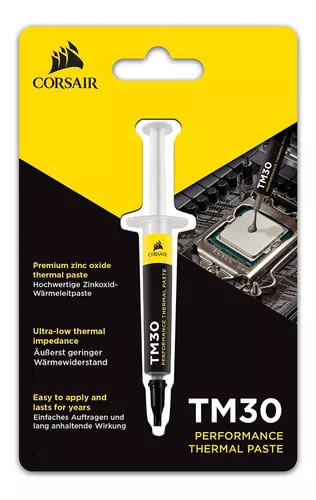 CORSAIR
TM30
CORSAIR
TM30
PERFORMANCE THERMAL PASTE
Premium zinc oxide
thermal paste
Hochwertige Zinkoxid-
Wärmeleitpaste
Ultra-low thermal
impedance
Äußerst geringer
Wärmewiderstand
Easy to apply and
lasts for years
Einfaches Auftragen und
lang anhaltende Wirkung
TM30
PERFORMANCE
THERMAL PASTE